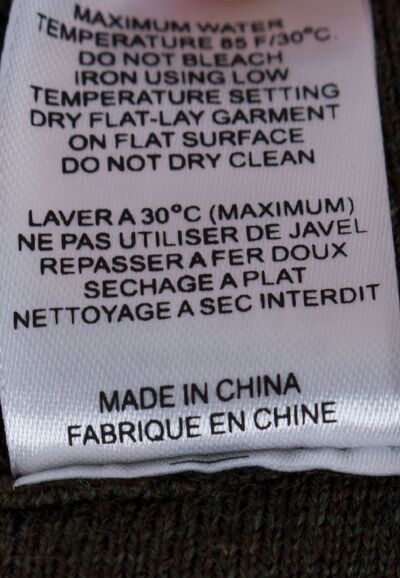 MAXIMUM WATER
TEMPERATURE 85 F/30°C.
DO NOT BLEACH
IRON USING LOW
TEMPERATURE SETTING
DRY FLAT-LAY GARMENT
ON FLAT SURFACE
DO NOT DRY CLEAN
LAVER A 30°C (MAXIMUM)
NE PAS UTILISER DE JAVEL
REPASSER A FER DOUX
SECHAGE A PLAT
NETTOYAGE A SEC INTERDIT
MADE IN CHINA
FABRIQUE EN CHINE